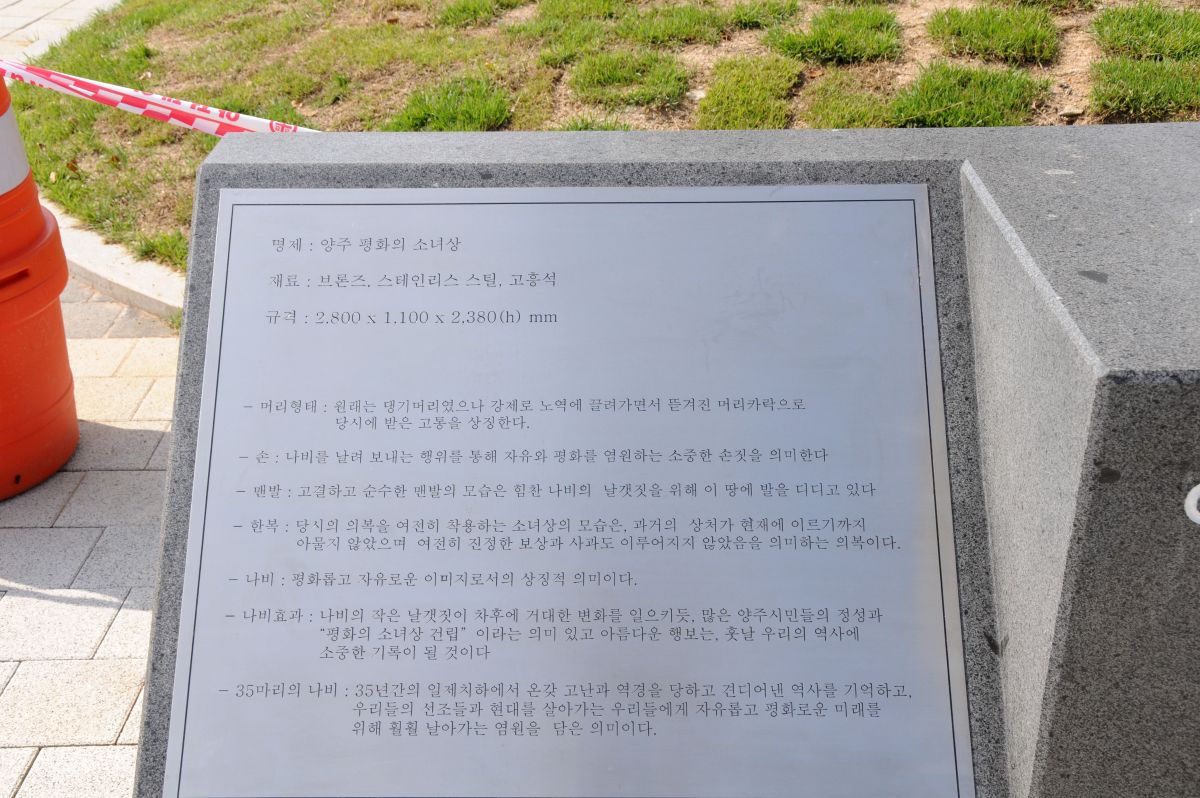 명제 : 양주 평화의 소녀상
재료 : 브론즈, 스테인리스 스틸, 고흥석
규격 : 2.800 x 1,100 x 2,380(h) mm
- 머리형태 : 원래는 댕기머리였으나 강제로 노역에 끌려가면서 뜯겨진 머리카락으로
당시에 받은 고통을 상징한다.
- 손 : 나비를 날려 보내는 행위를 통해 자유와 평화를 염원하는 소중한 손짓을 의미한다
- 맨발 : 고결하고 순수한 맨발의 모습은 힘찬 나비의 날갯짓을 위해 이 땅에 발을 디디고 있다
- 한복 : 당시의 의복을 여전히 착용하는 소녀상의 모습은, 과거의 상처가 현재에 이르기까지
아물지 않았으며 여전히 진정한 보상과 사과도 이루어지지 않았음을 의미하는 의복이다.
- 나비 : 평화롭고 자유로운 이미지로서의 상징적 의미이다.
- 나비효과 : 나비의 작은 날갯짓이 차후에 거대한 변화를 일으키듯, 많은 양주시민들의 정성과
“평화의 소녀상 건립” 이라는 의미 있고 아름다운 행보는, 훗날 우리의 역사에
소중한 기록이 될 것이다
- 35마리의 나비 : 35년간의 일제치하에서 온갖 고난과 역경을 당하고 견디어낸 역사를 기억하고,
우리들의 선조들과 현대를 살아가는 우리들에게 자유롭고 평화로운 미래를
위해 훨훨 날아가는 염원을 담은 의미이다.